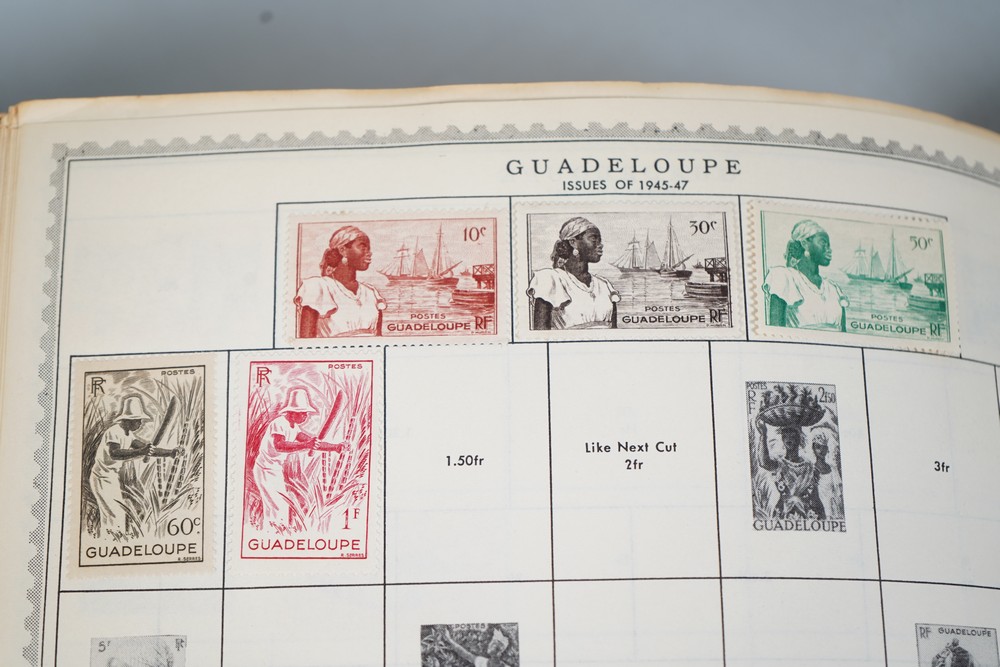 GUADELOUPE
ISSUES OF 1945-47
10c
POSTES
GUADELOUPE RF
30c
POSTES
GUADELOUPE RF
50c
POSTES
GUADELOUPE RF
RF POSTES
60c
GUADELOUPE
R. SERRES
RF POSTES
1F
GUADELOUPE
R. SERRES
1.50fr
Like Next Cut
2fr
POSTES
RF
2F50
GUADELOUPE
3fr
5F
POSTES
RF GUADELOUPE